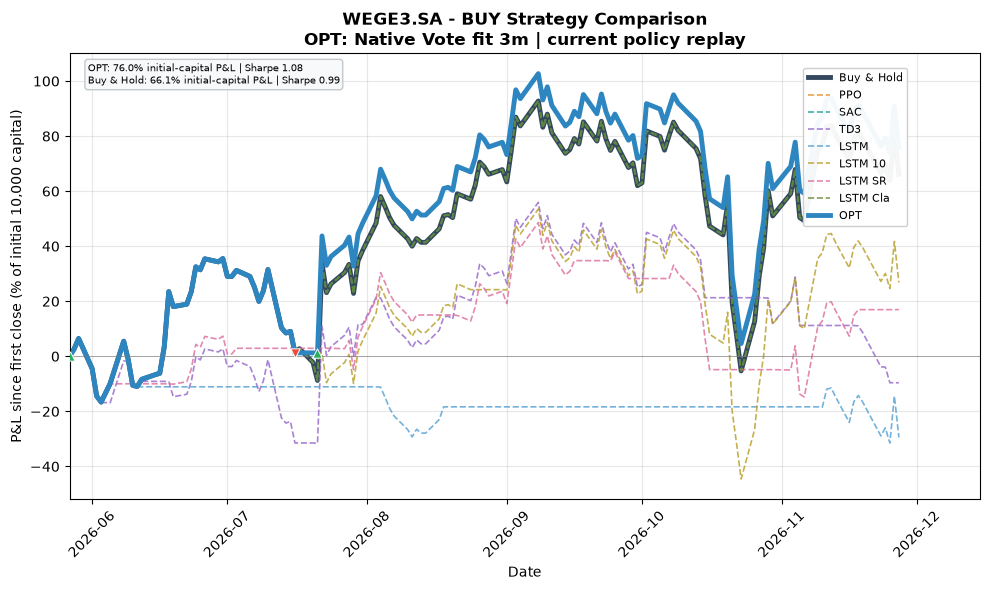 WEGE3.SA - BUY Strategy Comparison
OPT: Native Vote fit 3m | current policy replay
OPT: 76.0% initial-capital P&L | Sharpe 1.08
Buy & Hold: 66.1% initial-capital P&L | Sharpe 0.99
Buy & Hold
PPO
SAC
TD3
LSTM
LSTM 10
LSTM SR
LSTM Cla
OPT
P&L since first close (% of initial 10,000 capital)
100
80
60
40
20
0
−20
−40
2026-06
2026-07
2026-08
2026-09
2026-10
2026-11
2026-12
Date